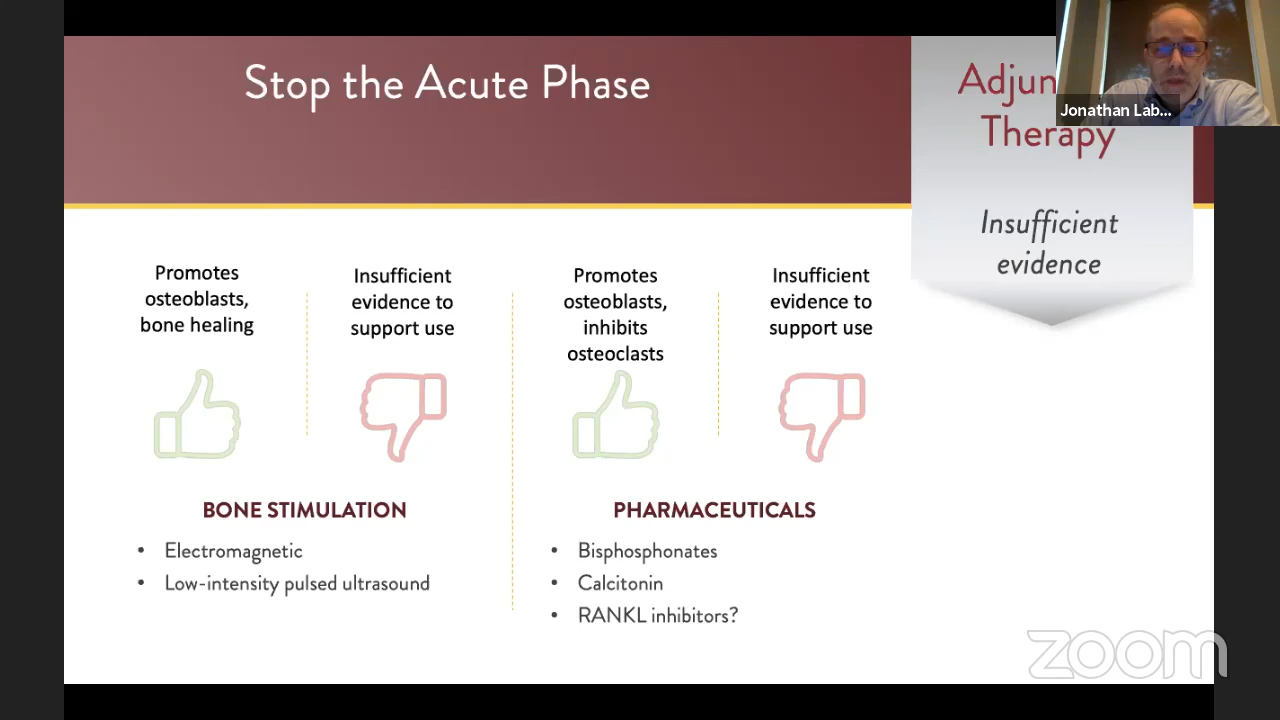 Stop the Acute Phase
Therapy
Insufficient
evidence
Jonathan Lab...
Promotes
osteoblasts,
bone healing
Insufficient
evidence to
support use
Promotes
osteoblasts,
inhibits
osteoclasts
Insufficient
evidence to
support use
BONE STIMULATION
• Electromagnetic
• Low-intensity pulsed ultrasound
PHARMACEUTICALS
• Bisphosphonates
• Calcitonin
• RANKL inhibitors?
zoom